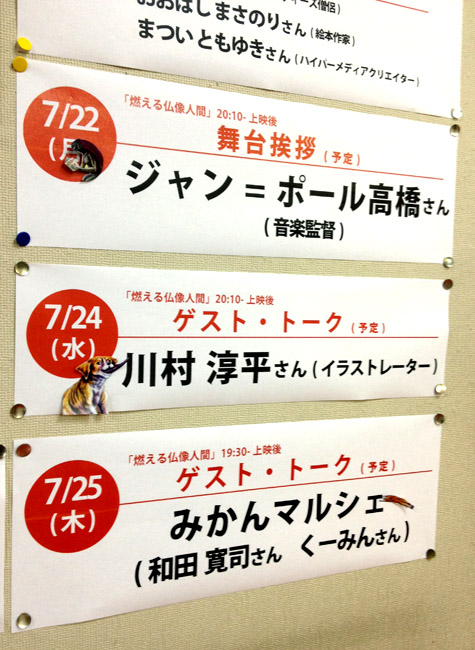 おおはしまさのりさん (絵本作家)
まついともゆきさん (ハイパーメディアクリエイター)
7/22
(月)
「燃える仏像人間」20:10- 上映後
舞台挨拶 (予定)
ジャン = ポール高橋さん
(音楽監督)
7/24
(水)
「燃える仏像人間」20:10- 上映後
ゲスト・トーク (予定)
川村 淳平さん (イラストレーター)
7/25
(木)
「燃える仏像人間」19:30- 上映後
ゲスト・トーク (予定)
みかんマルシェ
(和田 寛司さん くーみんさん)